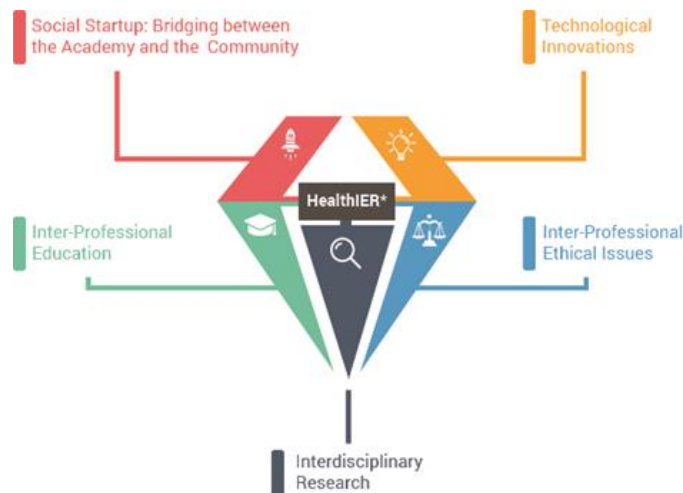 Social Startup: Bridging between
the Academy and the Community
Technological
Innovations
HealthIER*
Inter-Professional
Education
Inter-Professional
Ethical Issues
Interdisciplinary
Research